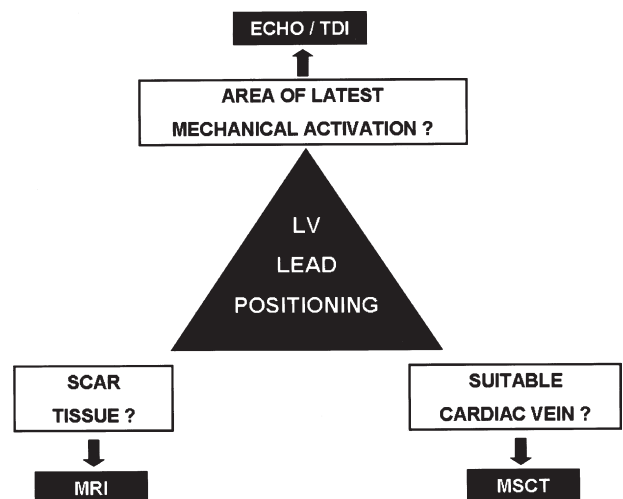 ECHO / TDI
AREA OF LATEST
MECHANICAL ACTIVATION ?
LV
LEAD
POSITIONING
SCAR
TISSUE ?
MRI
SUITABLE
CARDIAC VEIN ?
MSCT